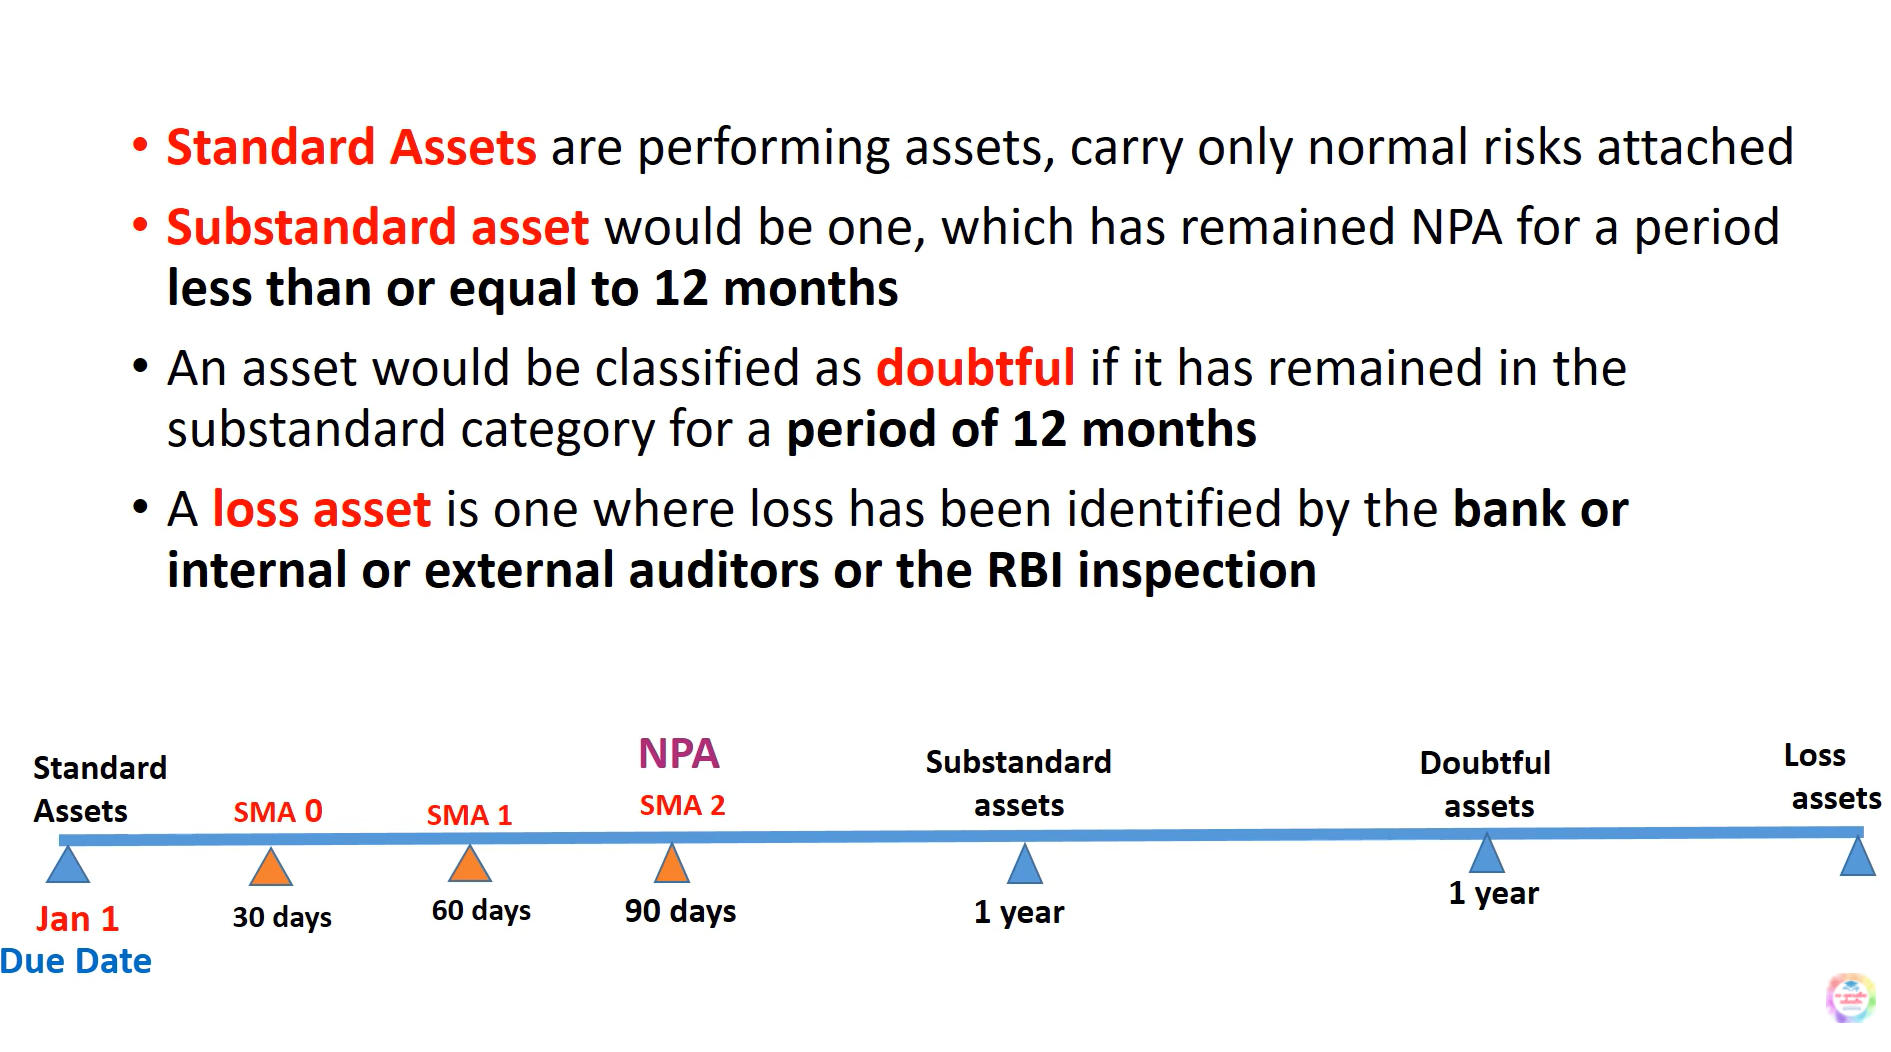 • Standard Assets are performing assets, carry only normal risks attached
• Substandard asset would be one, which has remained NPA for a period
less than or equal to 12 months
• An asset would be classified as doubtful if it has remained in the
substandard category for a period of 12 months
• A loss asset is one where loss has been identified by the bank or
internal or external auditors or the RBI inspection
Standard
Assets
SMA 0
SMA 1
NPA
SMA 2
Substandard
assets
Doubtful
assets
Loss
assets
Jan 1
Due Date
30 days
60 days
90 days
1 year
1 year